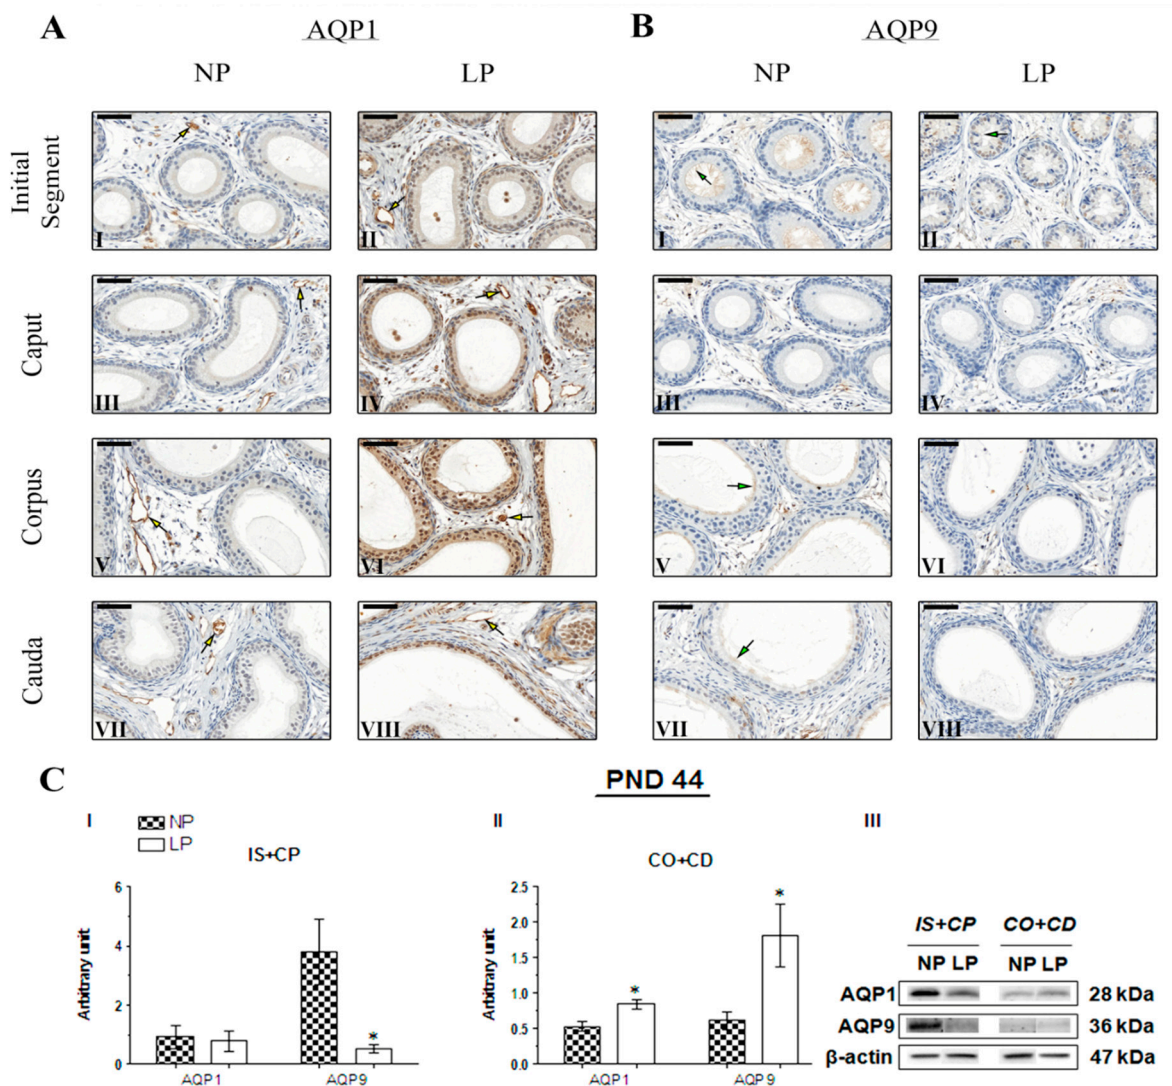 A AQP1 B AQP9
NP LP NP LP
Initial
Segment
I II I II
Caput
III IV III IV
Corpus
V VI V VI
Cauda
VII VIII VII VIII
C PND 44
I NP II III
LP
IS+CP CO+CD
6 2.5
2.0
4 1.5
Arbitrary unit Arbitrary unit
* *
IS+CP CO+CD
NP LP NP LP
1.0
2 *
AQP1 28 kDa
0.5
AQP9 36 kDa
*
β-actin 47 kDa
0 0.0
AQP1 AQP9 AQP1 AQP9